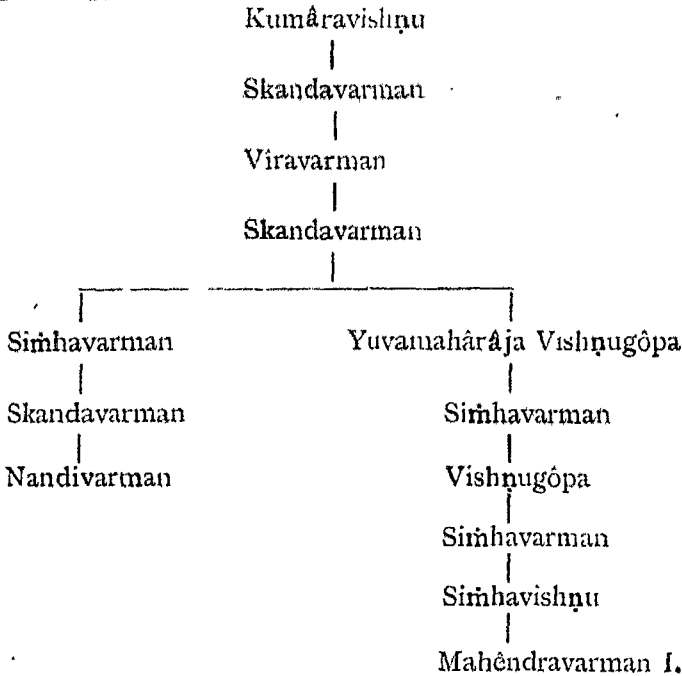 Kumâravishṇu
Skandavarman
Vîravarman
Skandavarman
Siṁhavarman Yuvamahârâja Vishṇugôpa
Skandavarman Siṁhavarman
Nandivarman Vishṇugôpa
Siṁhavarman
Siṁhavishṇu
Mahêndravarman I.